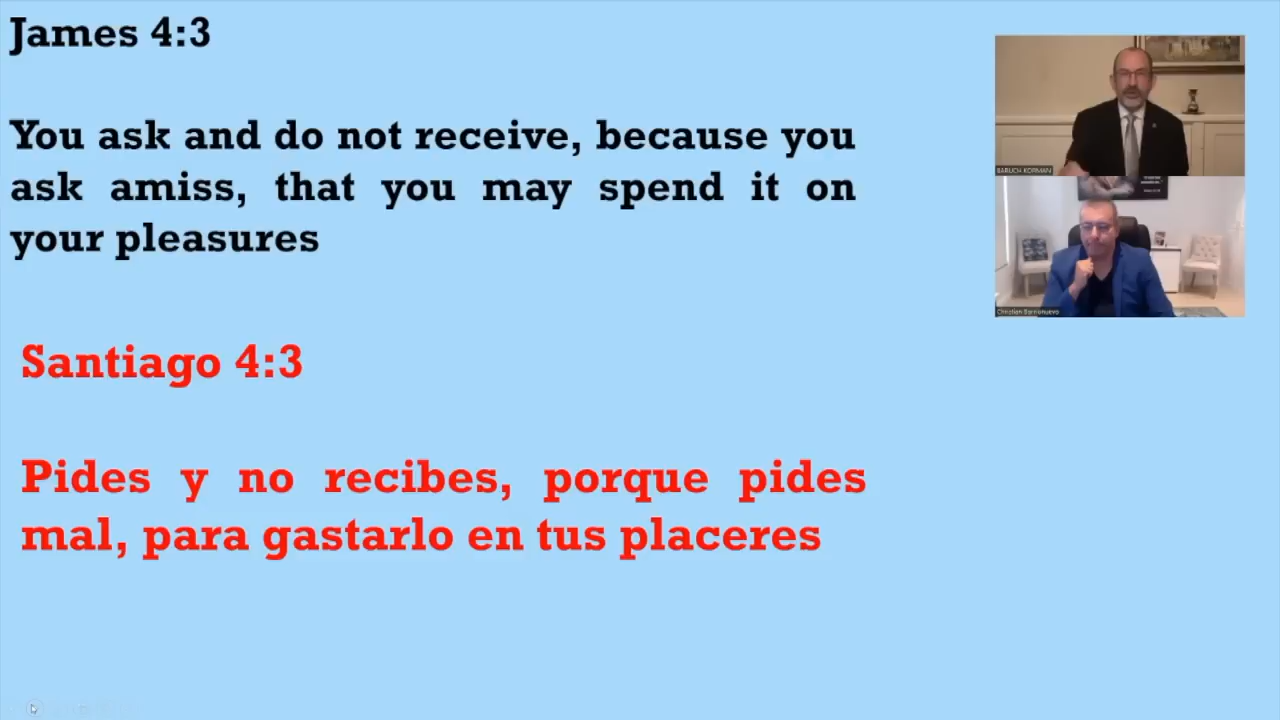 James 4:3
You ask and do not receive, because you
ask amiss, that you may spend it on
your pleasures
BARUCH KORMAN
Christian Barrionuevo
Santiago 4:3
Pides y no recibes, porque pides
mal, para gastarlo en tus placeres